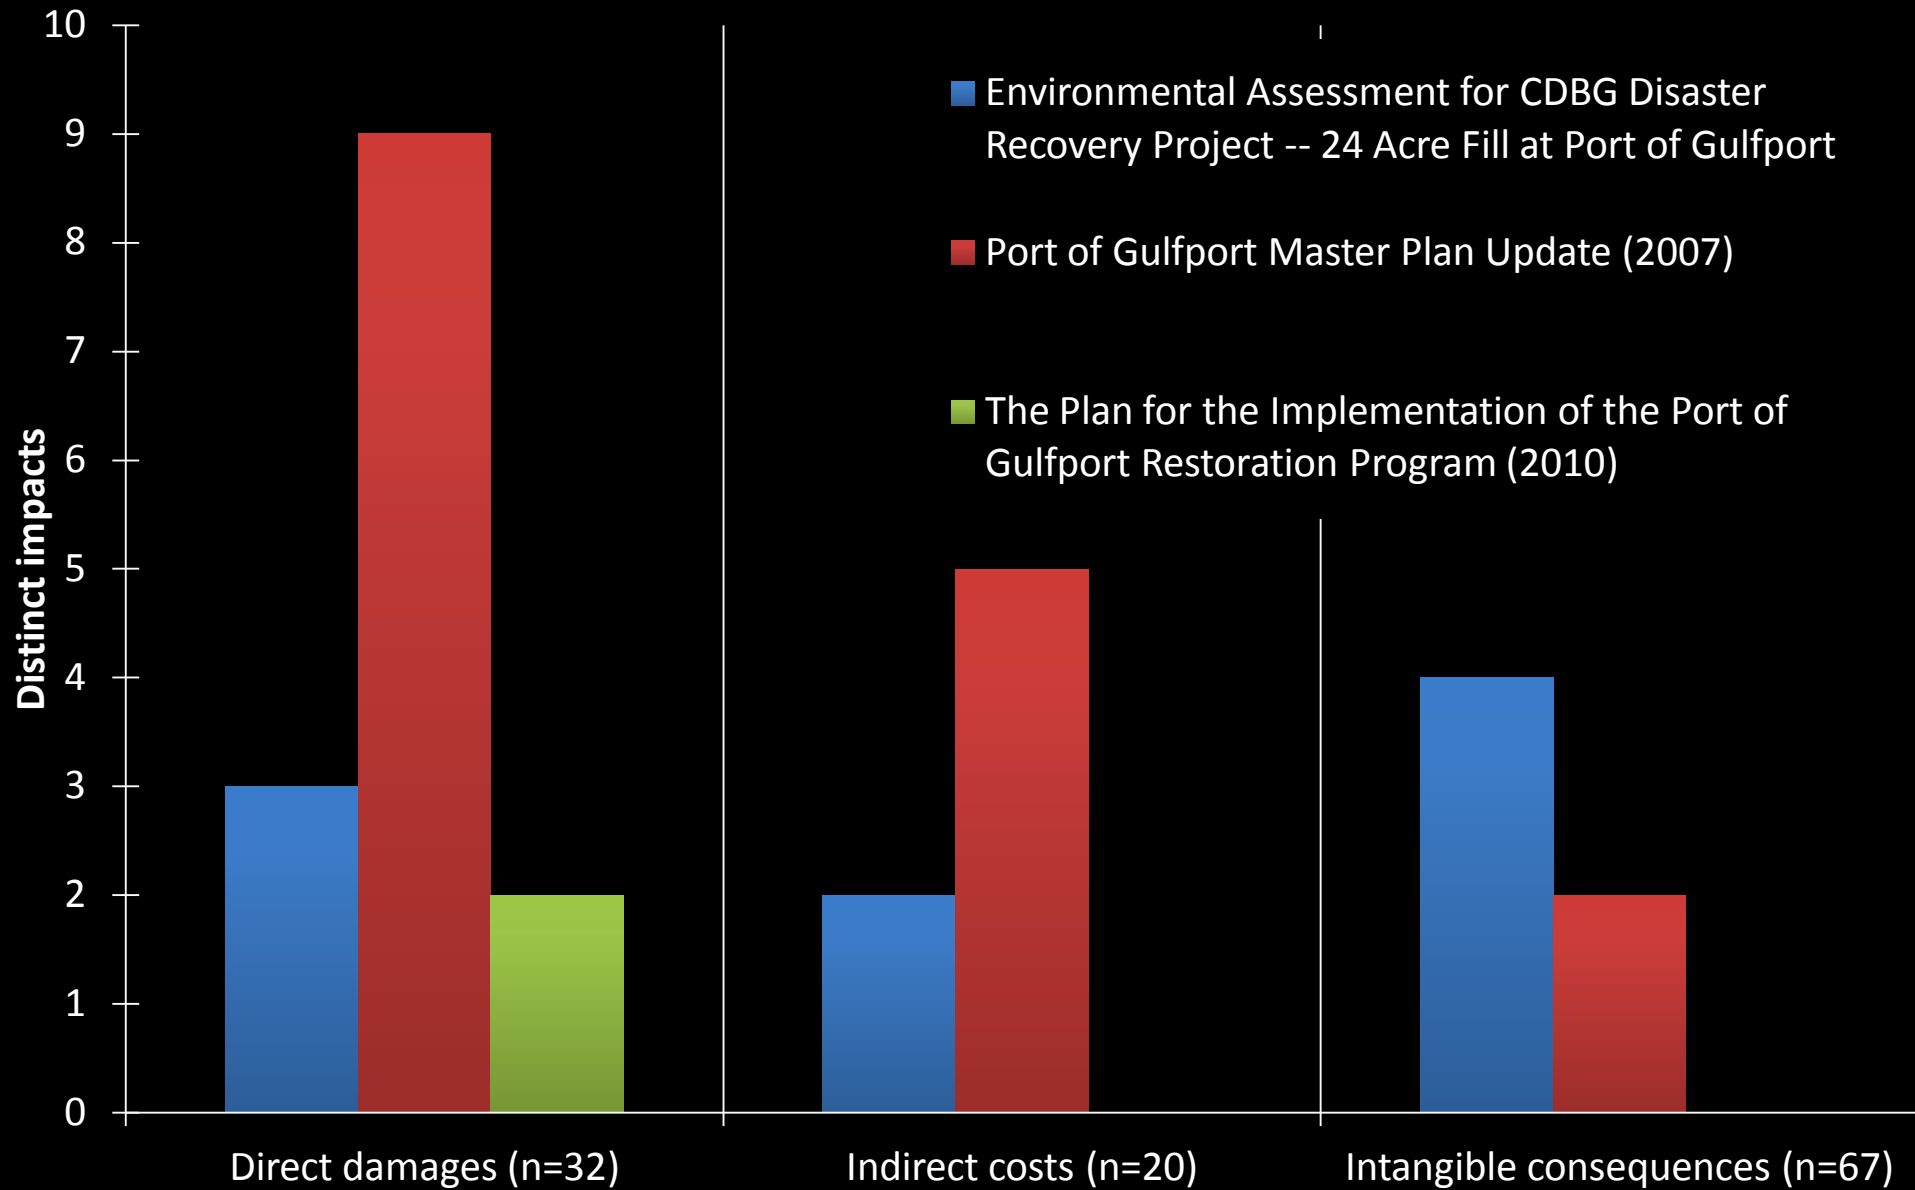 10
9
8
7
6
5
4
3
2
1
0
Distinct impacts
Environmental Assessment for CDBG Disaster
Recovery Project -- 24 Acre Fill at Port of Gulfport
Port of Gulfport Master Plan Update (2007)
The Plan for the Implementation of the Port of
Gulfport Restoration Program (2010)
Direct damages (n=32)
Indirect costs (n=20)
Intangible consequences (n=67)